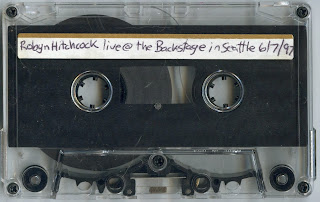 Robyn Hitchcock live @ the Backstage in Seattle 6/7/97